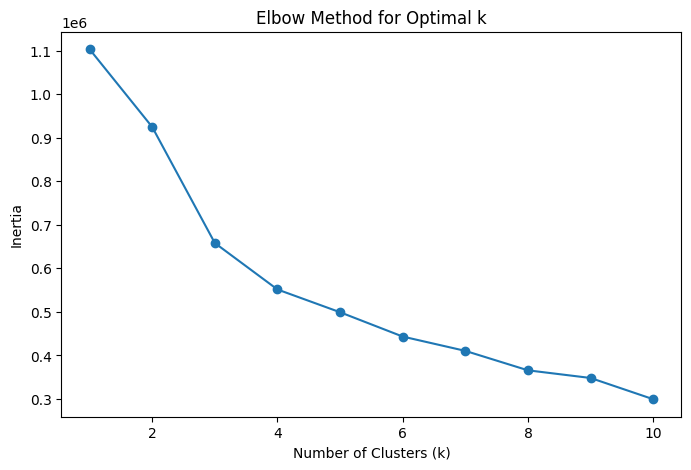 Elbow Method for Optimal k
1e6
1.1
1.0
0.9
0.8
0.7
0.6
0.5
0.4
0.3
Inertia
2 4 6 8 10
Number of Clusters (k)